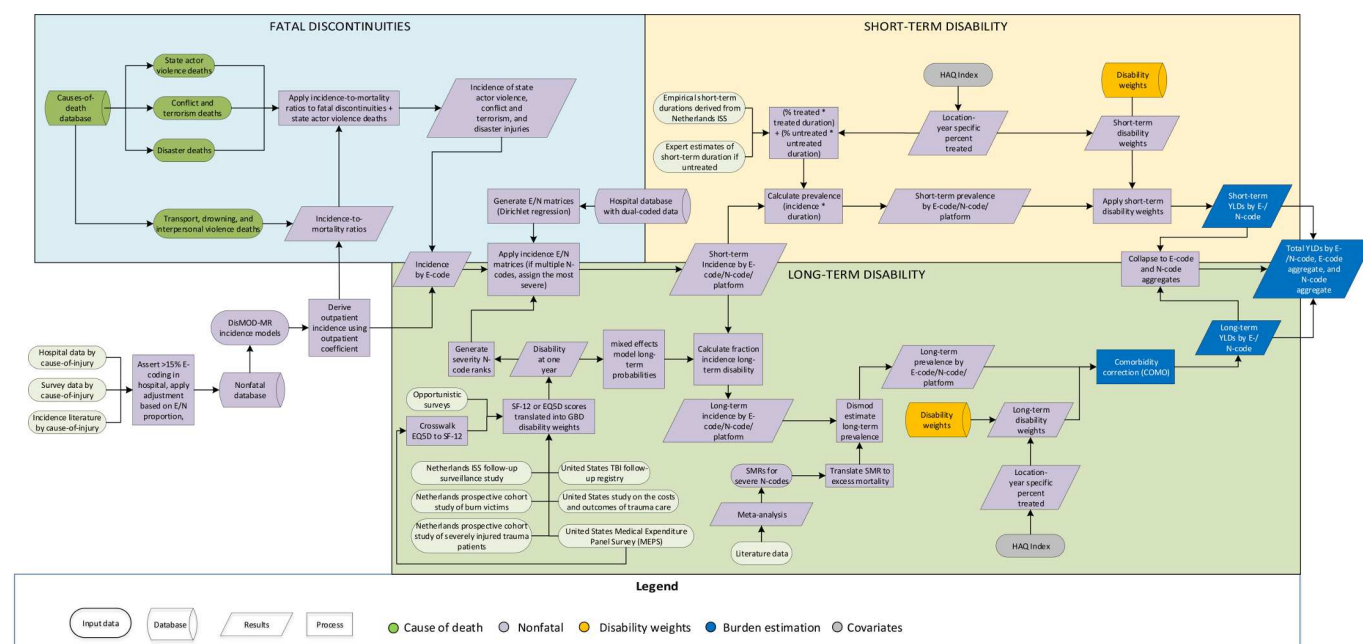 FATAL DISCONTINUITIES
SHORT-TERM DISABILITY
State actor
violence deaths
Causes-of-
death
database
Conflict and
terrorism deaths
Disaster deaths
Apply incidence-to-mortality
ratios to fatal discontinuities +
state actor violence deaths
Incidence of state
actor violence,
conflict and
terrorism, and
disaster injuries
Transport, drowning, and
interpersonal violence deaths
Incidence-to-
mortality ratios
Generate E/N matrices
(Dirichlet regression)
Hospital database
with dual-coded data
HAQ Index
Disability
weights
Empirical short-term
durations derived from
Netherlands ISS
Expert estimates
of short-term duration if
untreated
(% treated *
treated duration)
+ (% untreated *
untreated
duration)
Location-
year specific
percent
treated
Short-term
disability
weights
Calculate prevalence
(incidence *
duration)
Short-term prevalence
by E-code/N-code/
platform
Apply short-term
disability weights
Short-term
YLDs by E-/
N-code
Incidence
by E-code
Apply incidence E/N
matrices (if multiple N-
codes, assign the most
severe)
Short-term
Incidence by E-
code/N-code/
platform
Collapse to E-code
and N-code
aggregates
Total YLDs by E-
/N-code, E-code
aggregate, and
N-code
aggregate
LONG-TERM DISABILITY
DisMOD-MR
incidence models
Derive
outpatient
incidence using
outpatient
coefficient
Hospital data by
cause-of-injury
Survey data by
cause-of-injury
Incidence literature
by cause-of-injury
Assert >15% E-
coding in
hospital, apply
adjustment
based on E/N
proportion,
Nonfatal
database
Generate
severity N-
code ranks
Disability
at one
year
mixed effects
model long-
term
probabilities
Calculate fraction
incidence long-
term disability
Long-term
prevalence by
E-code/N-code/
platform
Comorbidity
correction (COMO)
Long-term
YLDs by E-/
N-code
Opportunistic
surveys
Crosswalk
EQ5D to SF-12
SF-12 or EQ5D scores
translated into GBD
disability weights
Long-term
incidence by E-
code/N-code/
platform
Dismod
estimate
long-term
prevalence
Disability
weights
Long-term
disability
weights
Netherlands ISS follow-up
surveillance study
United States TBI follow-
up registry
Netherlands prospective cohort
study of burn victims
United States study on the costs
and outcomes of trauma care
Netherlands prospective cohort
study of severely injured trauma
patients
United States Medical Expenditure
Panel Survey (MEPS)
SMRs for
severe N-codes
Translate SMR to
excess mortality
Meta-analysis
Literature data
Location-
year specific
percent
treated
HAQ Index
Legend
Input data
Database
Results
Process
Cause of death
Nonfatal
Disability weights
Burden estimation
Covariates